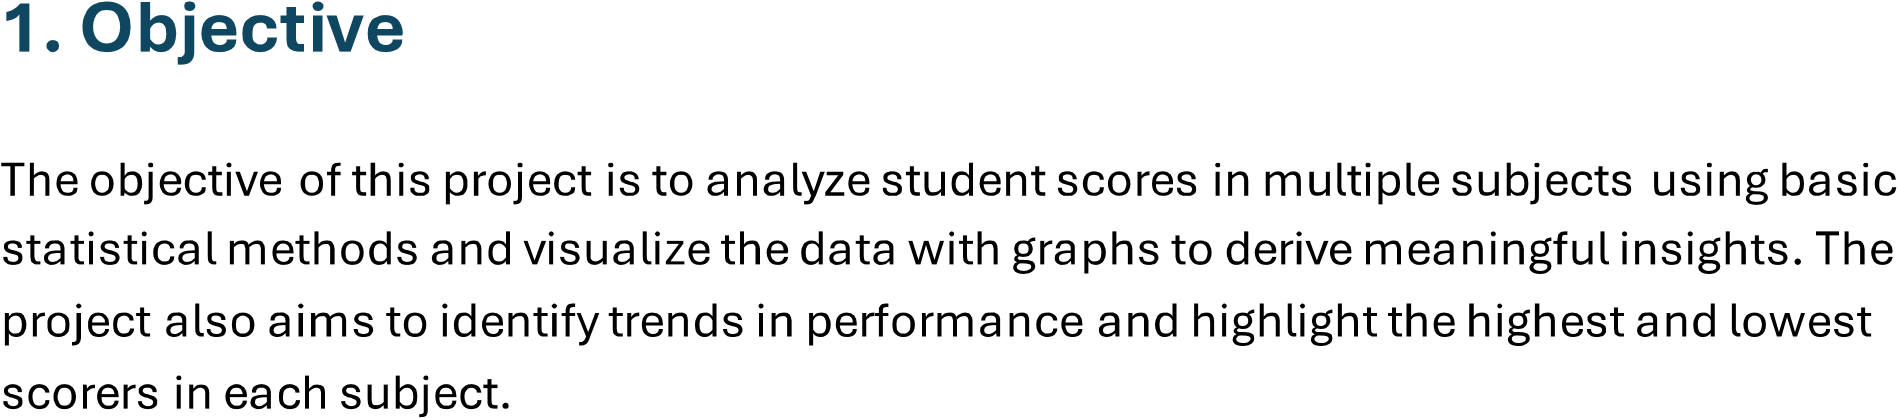 1. Objective
The objective of this project is to analyze student scores in multiple subjects using basic
statistical methods and visualize the data with graphs to derive meaningful insights. The
project also aims to identify trends in performance and highlight the highest and lowest
scorers in each subject.